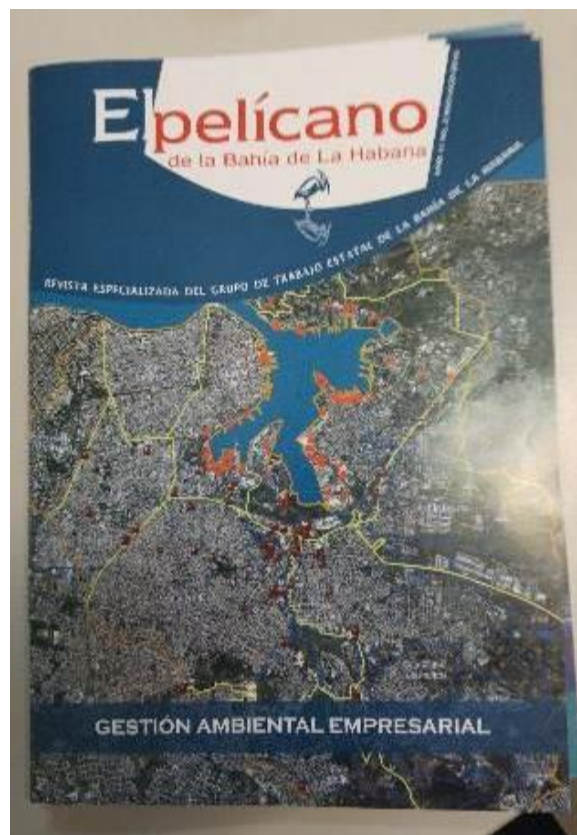 El pelícano
de la Bahía de La Habana
REVISTA ESPECIALIZADA DEL GRUPO DE TRABAJO ESTATAL DE LA BAHÍA DE LA HABANA
GESTIÓN AMBIENTAL EMPRESARIAL